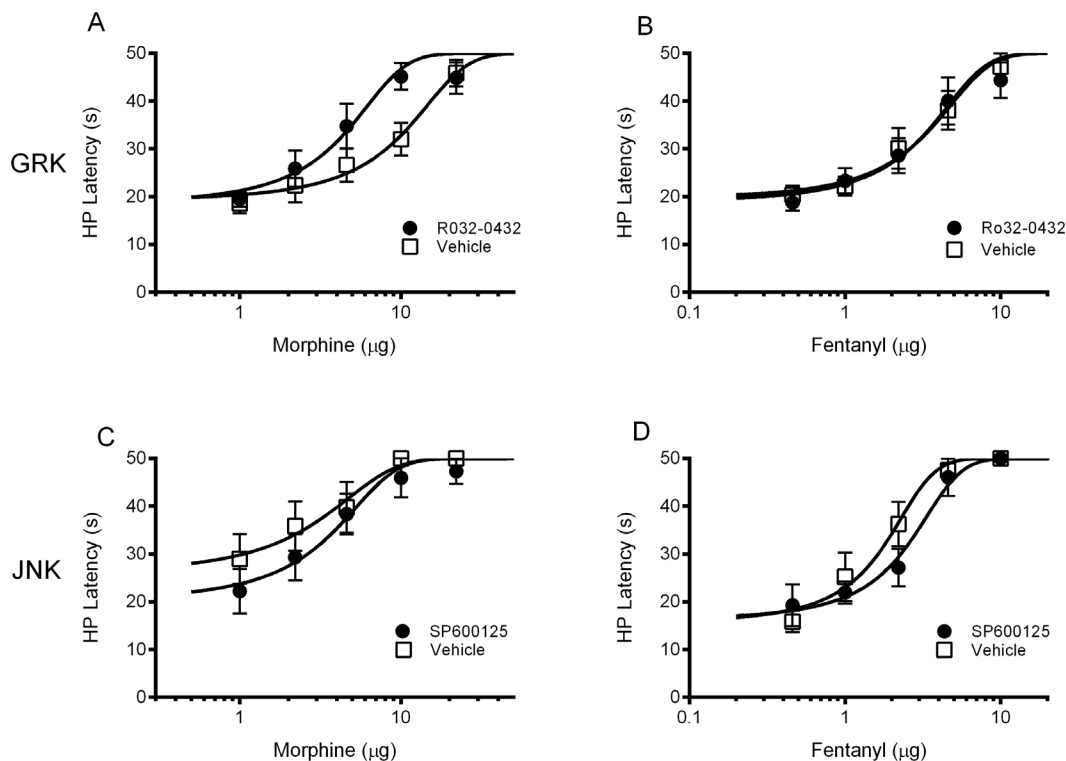 A
B
50
40
30
20
10
0
HP Latency (s)
GRK
R032-0432
Vehicle
1
10
Morphine (μg)
50
40
30
20
10
0
HP Latency (s)
Ro32-0432
Vehicle
0.1
1
10
Fentanyl (μg)
C
D
50
40
30
20
10
0
HP Latency (s)
JNK
SP600125
Vehicle
1
10
Morphine (μg)
50
40
30
20
10
0
HP Latency (s)
SP600125
Vehicle
0.1
1
10
Fentanyl (μg)